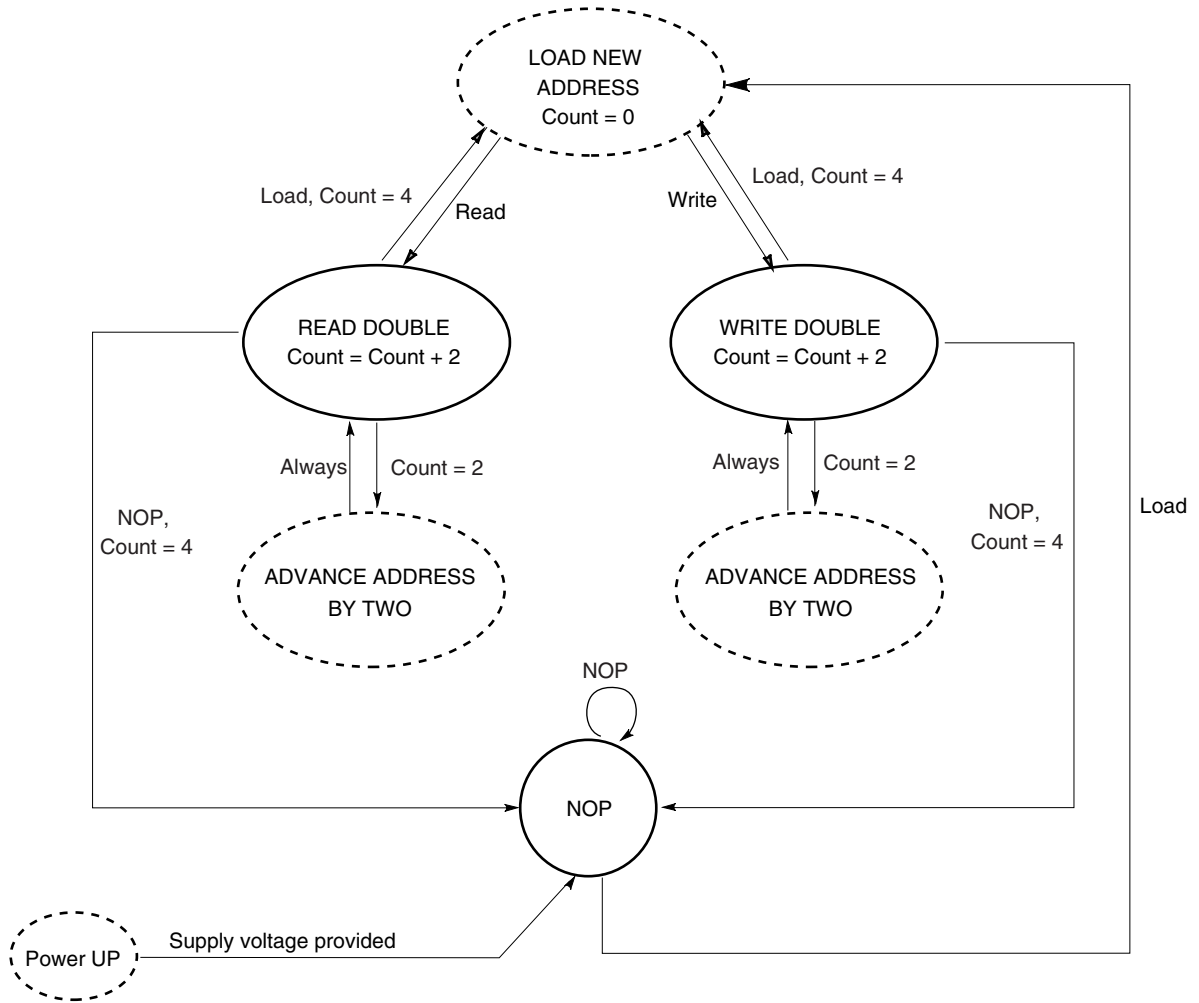 LOAD NEW
ADDRESS
Count = 0
Load, Count = 4
Read
Write
Load, Count = 4
READ DOUBLE
Count = Count + 2
WRITE DOUBLE
Count = Count + 2
Always
Count = 2
Always
Count = 2
NOP,
Count = 4
NOP,
Count = 4
Load
ADVANCE ADDRESS
BY TWO
ADVANCE ADDRESS
BY TWO
NOP
NOP
Power UP
Supply voltage provided